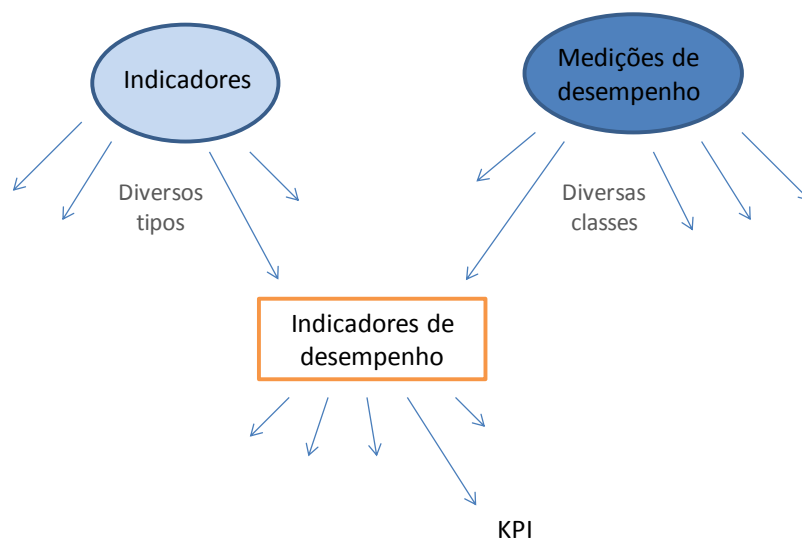 Indicadores
Medições de
desempenho
Diversos
tipos
Diversas
classes
Indicadores de
desempenho
KPI